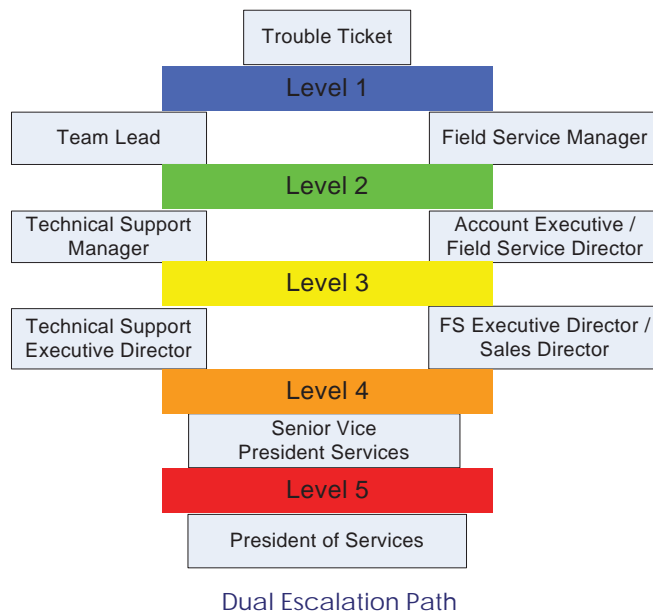 Trouble Ticket
Level 1
Team Lead
Field Service Manager
Level 2
Technical Support
Manager
Account Executive /
Field Service Director
Level 3
Technical Support
Executive Director
FS Executive Director /
Sales Director
Level 4
Senior Vice
President Services
Level 5
President of Services
Dual Escalation Path